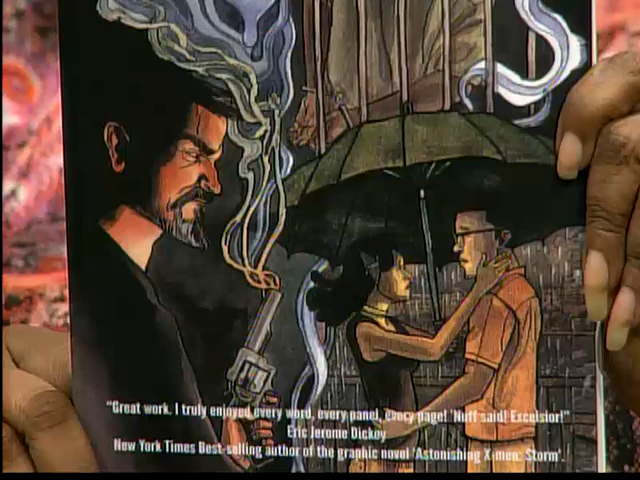 "Great work. I truly enjoyed every word, every panel, every page! 'Nuff said! Excelsior!"
Eric Jerome Dickey
New York Times Best-selling author of the graphic novel 'Astonishing X-men: Storm'.